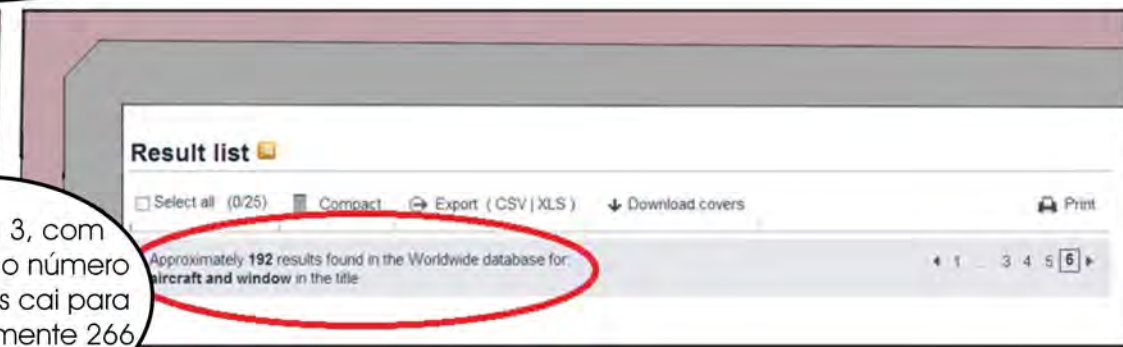 3, com
o número
s cai para
mente 266
Result list
Select all (0/25) Compact Export ( CSV | XLS ) Download covers Print
Approximately 192 results found in the Worldwide database for:
aircraft and window in the title
1 ... 3 4 5 6